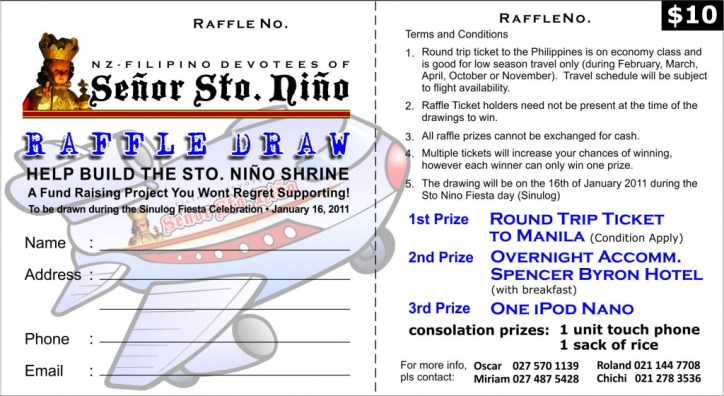 RAFFLE NO.
NZ-FILIPINO DEVOTEES OF
Señor Sto. Niño
RAFFLE DRAW
HELP BUILD THE STO. NIÑO SHRINE
A Fund Raising Project You Wont Regret Supporting!
To be drawn during the Sinulog Fiesta Celebration • January 16, 2011
Señor Sto. Niño
Name :
Address :
Phone :
Email :
RAFFLENO.
$10
Terms and Conditions
1. Round trip ticket to the Philippines is on economy class and
is good for low season travel only (during February, March,
April, October or November). Travel schedule will be subject
to flight availability.
2. Raffle Ticket holders need not be present at the time of the
drawings to win.
3. All raffle prizes cannot be exchanged for cash.
4. Multiple tickets will increase your chances of winning,
however each winner can only win one prize.
5. The drawing will be on the 16th of January 2011 during the
Sto Nino Fiesta day (Sinulog)
1st Prize ROUND TRIP TICKET
TO MANILA (Condition Apply)
2nd Prize OVERNIGHT ACCOMM.
SPENCER BYRON HOTEL
(with breakfast)
3rd Prize ONE IPOD NANO
consolation prizes: 1 unit touch phone
1 sack of rice
For more info, Oscar 027 570 1139 Roland 021 144 7708
pls contact: Miriam 027 487 5428 Chichi 021 278 3536